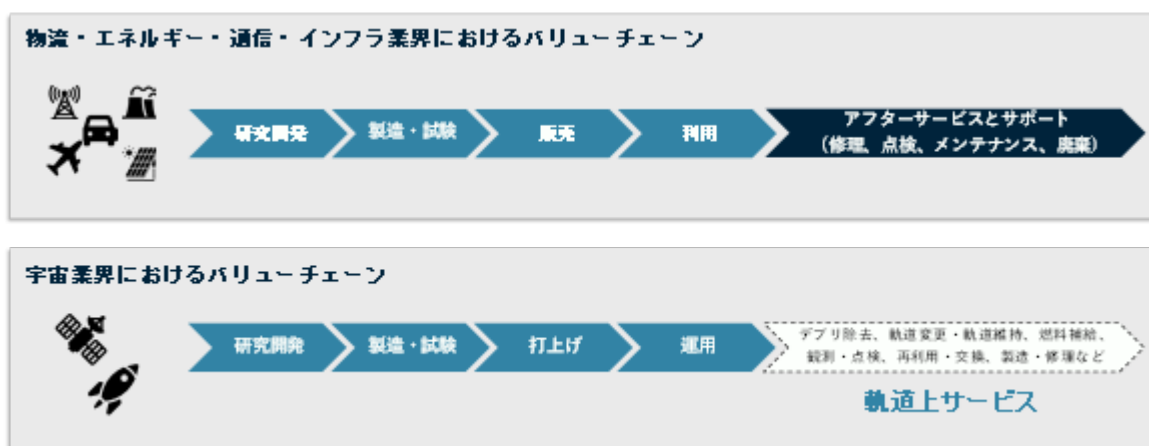 物流・エネルギー・通信・インフラ業界におけるバリューチェーン
研究開発
製造・試験
販売
利用
アフターサービスとサポート
（修理、点検、メンテナンス、廃棄）
宇宙業界におけるバリューチェーン
研究開発
製造・試験
打上げ
運用
デブリ除去、軌道変更・軌道維持、燃料補給、
観測・点検、再利用・交換、製造・修理など
軌道上サービス